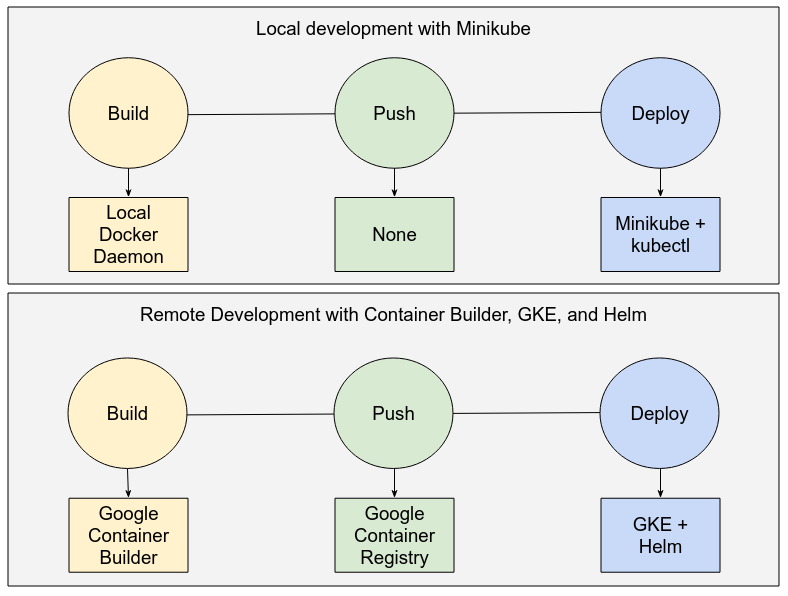 Local development with Minikube
Build
Push
Deploy
Local
Docker
Daemon
None
Minikube +
kubectl
Remote Development with Container Builder, GKE, and Helm
Build
Push
Deploy
Google
Container
Builder
Google
Container
Registry
GKE +
Helm